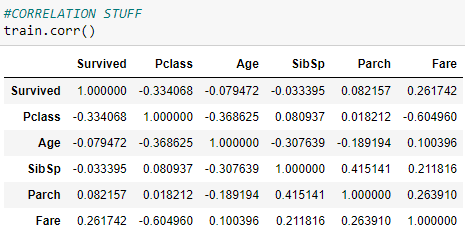 #CORRELATION STUFF
train.corr()
Survived Pclass Age SibSp Parch Fare
Survived 1.000000 -0.334068 -0.079472 -0.033395 0.082157 0.261742
Pclass -0.334068 1.000000 -0.368625 0.080937 0.018212 -0.604960
Age -0.079472 -0.368625 1.000000 -0.307639 -0.189194 0.100396
SibSp -0.033395 0.080937 -0.307639 1.000000 0.415141 0.211816
Parch 0.082157 0.018212 -0.189194 0.415141 1.000000 0.263910
Fare 0.261742 -0.604960 0.100396 0.211816 0.263910 1.000000